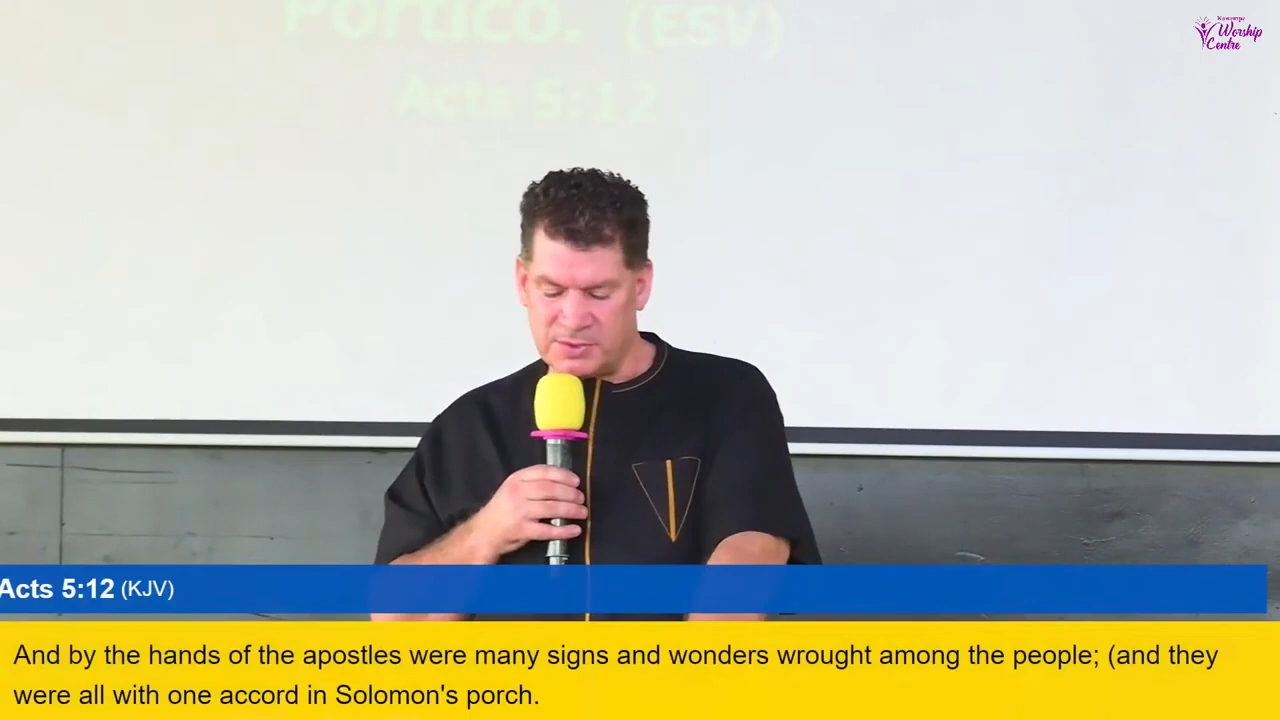 Portico. (ESV)
Acts 5:12
Worship
Centre
Acts 5:12 (KJV)
And by the hands of the apostles were many signs and wonders wrought among the people; (and they
were all with one accord in Solomon's porch.